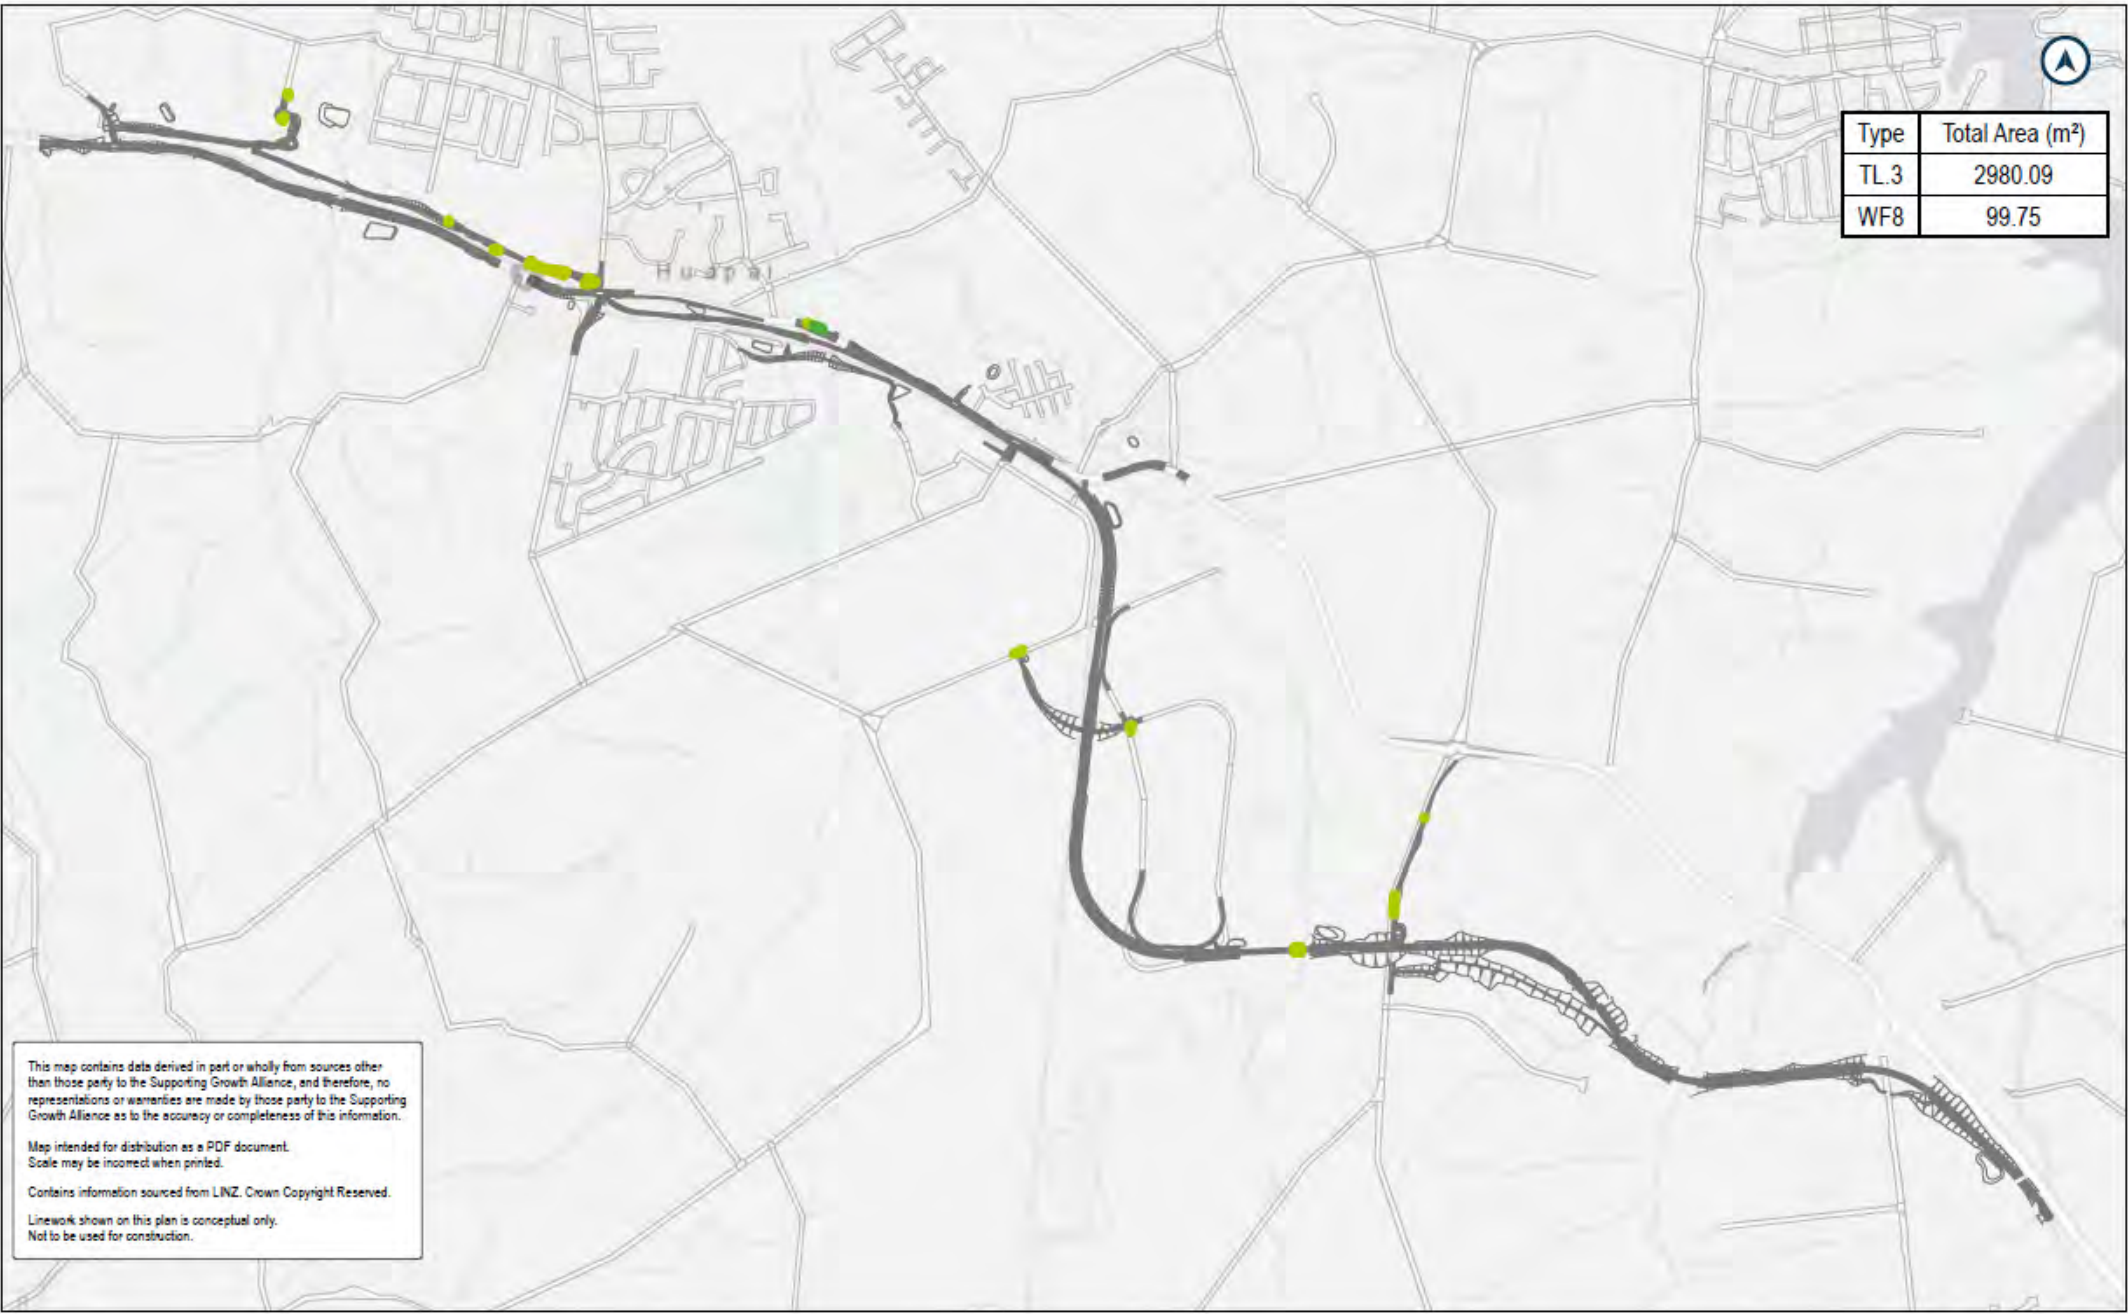 Type Total Area (m²)
TL.3 2980.09
WF8 99.75
Huapai
This map contains data derived in part or wholly from sources other
than those party to the Supporting Growth Alliance, and therefore, no
representations or warranties are made by those party to the Supporting
Growth Alliance as to the accuracy or completeness of this information.
Map intended for distribution as a PDF document.
Scale may be incorrect when printed.
Contains information sourced from LINZ. Crown Copyright Reserved.
Linework shown on this plan is conceptual only.
Not to be used for construction.